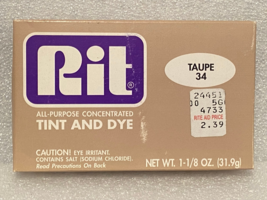 Rit®
TAUPE
34
24451
00 56
4733
RITE AID PRICE
2.39
ALL-PURPOSE CONCENTRATED
TINT AND DYE
CAUTION! EYE IRRITANT.
CONTAINS SALT (SODIUM CHLORIDE).
Read Precautions On Back
NET WT. 1-1/8 OZ. (31.9g)